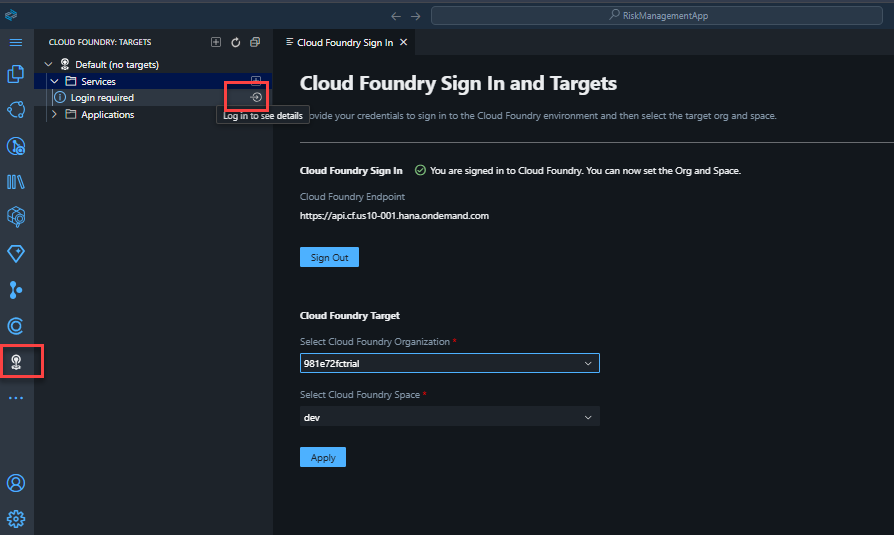 RiskManagementApp
CLOUD FOUNDRY: TARGETS
Default (no targets)
Services
Login required
Log in to see details
Applications
Cloud Foundry Sign In
Cloud Foundry Sign In and Targets
rovide your credentials to sign in to the Cloud Foundry environment and then select the target org and space.
Cloud Foundry Sign In You are signed in to Cloud Foundry. You can now set the Org and Space.
Cloud Foundry Endpoint
https://api.cf.us10-001.hana.ondemand.com
Sign Out
Cloud Foundry Target
Select Cloud Foundry Organization *
981e72fctrial
Select Cloud Foundry Space *
dev
Apply